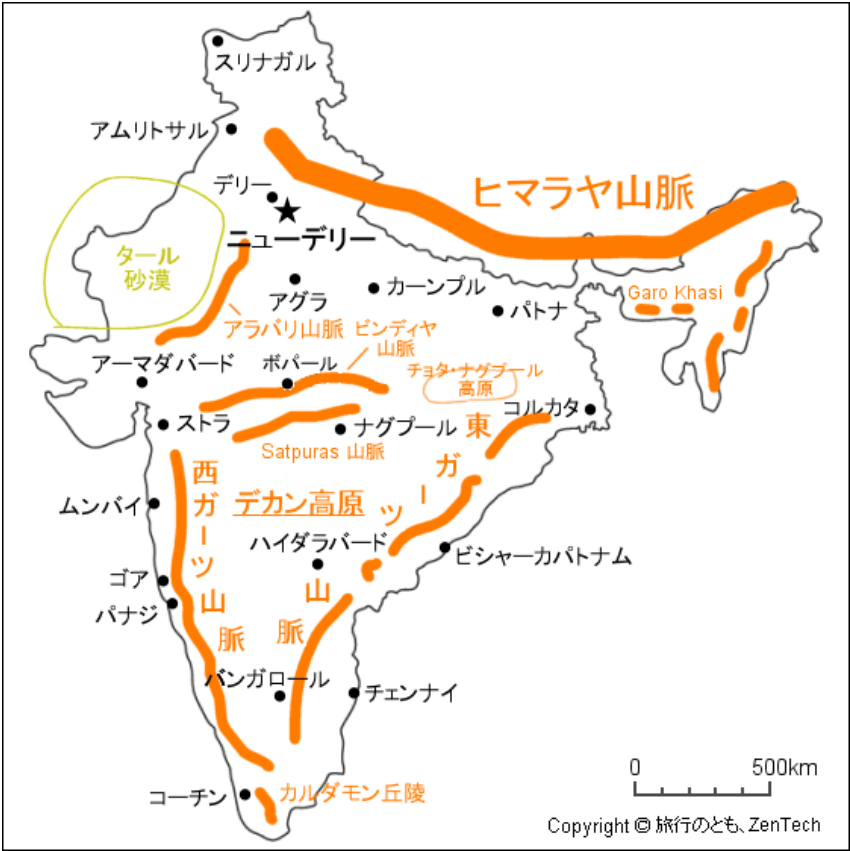 スリナガル
アムリトサル
デリー
ヒマラヤ山脈
ニューデリー
タール
砂漠
アグラ
カーンプル
Garo Khasi
パトナ
アラバリ山脈
ビンディヤ
山脈
アーマダバード
ボパール
チョタ・ナグプール
高原
コルカタ
ストラ
ナグプール
Satpuras 山脈
東ガーツ山脈
西ガーツ山脈
デカン高原
ムンバイ
ハイダラバード
ビシャーカパトナム
ゴア
パナジ
バンガロール
チェンナイ
コーチン
カルダモン丘陵
0 500km
Copyright © 旅行のとも、ZenTech